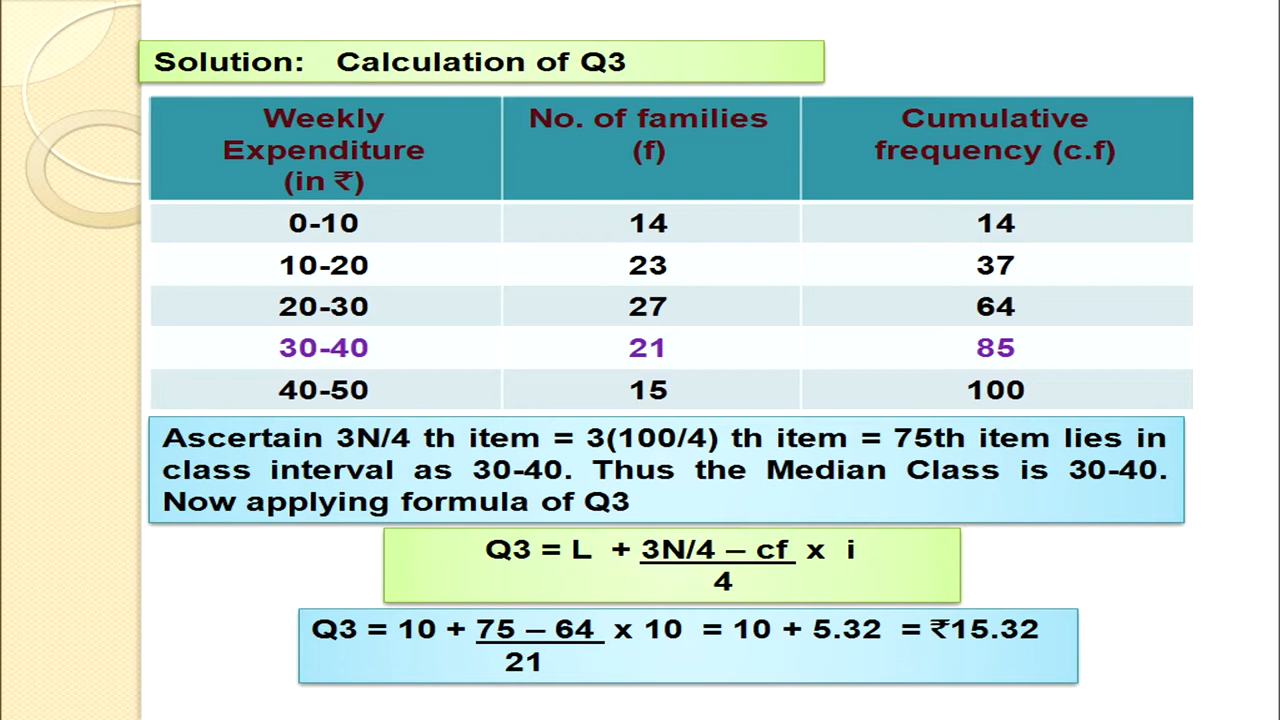 Solution: Calculation of Q3
Weekly Expenditure (in ₹) No. of families (f) Cumulative frequency (c.f)
0-10 14 14
10-20 23 37
20-30 27 64
30-40 21 85
40-50 15 100
Ascertain 3N/4 th item = 3(100/4) th item = 75th item lies in
class interval as 30-40. Thus the Median Class is 30-40.
Now applying formula of Q3
Q3 = L + 3N/4 – cf x i
4
Q3 = 10 + 75 – 64 x 10 = 10 + 5.32 = ₹15.32
21